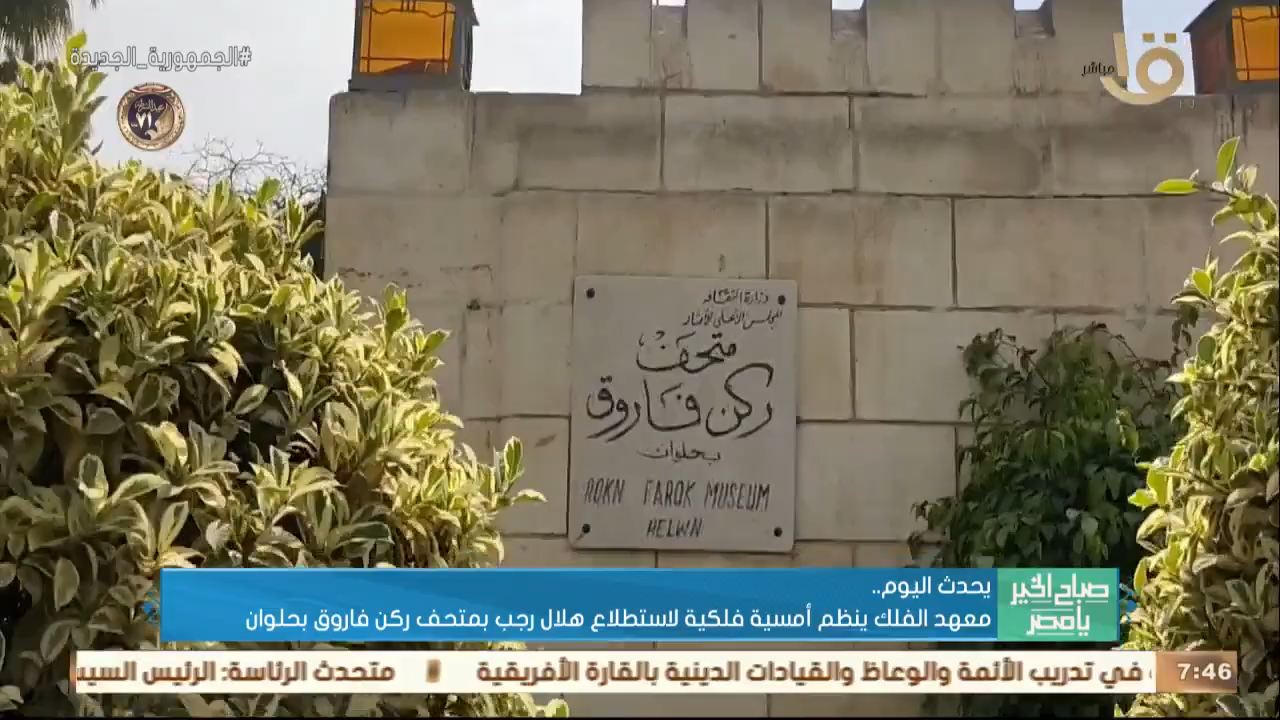 #الجمهورية_الجديدة
مباشر
وزارة الثقافة
المجلس الأعلى للآثار
متحف
ركن فاروق
بحلوان
ROKN FAROK MUSEUM
HELWN
صباح الخير
يا مصر
يحدث اليوم..
معهد الفلك ينظم أمسية فلكية لاستطلاع هلال رجب بمتحف ركن فاروق بحلوان
7:46
في تدريب الأئمة والوعاظ والقيادات الدينية بالقارة الأفريقية
متحدث الرئاسة: الرئيس